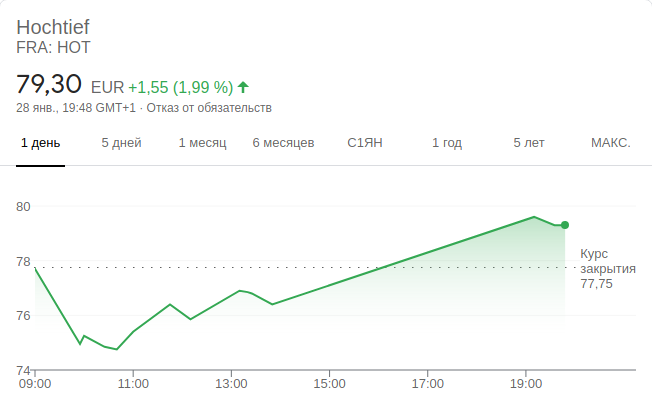 Hochtief
FRA: HOT
79,30 EUR +1,55 (1,99 %)
28 янв., 19:48 GMT+1 · Отказ от обязательств
1 день 5 дней 1 месяц 6 месяцев С1ЯН 1 год 5 лет МАКС.
80
78
76
74
Курс
закрытия
77,75
09:00 11:00 13:00 15:00 17:00 19:00